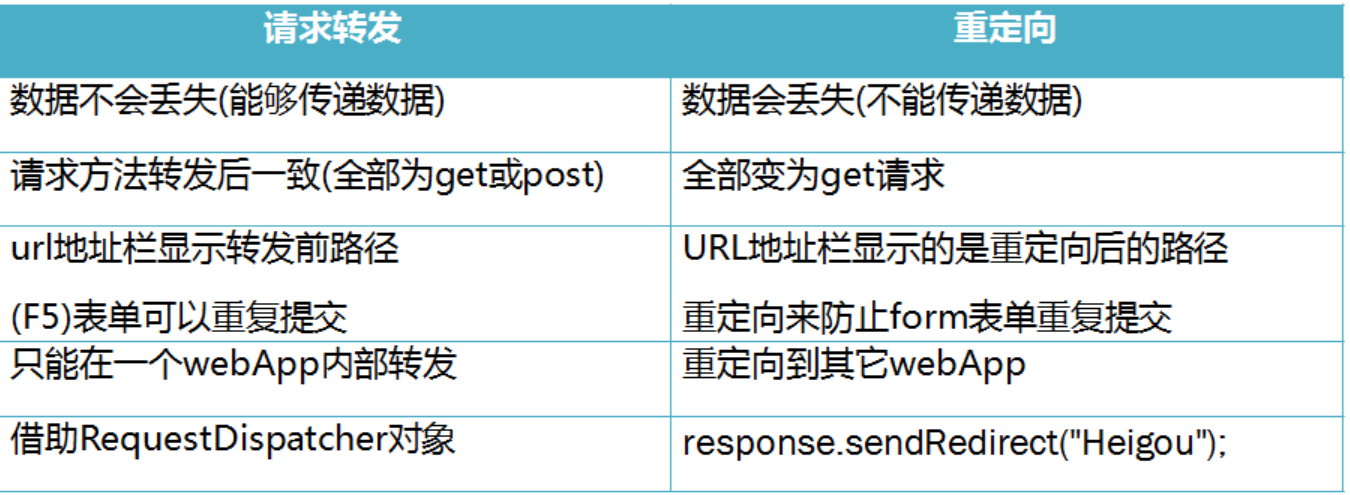 请求转发 重定向
数据不会丢失(能够传递数据) 数据会丢失(不能传递数据)
请求方法转发后一致(全部为get或post) 全部变为get请求
url地址栏显示转发前路径 URL地址栏显示的是重定向后的路径
(F5)表单可以重复提交 重定向来防止form表单重复提交
只能在一个webApp内部转发 重定向到其它webApp
借助RequestDispatcher对象 response.sendRedirect("Heigou");